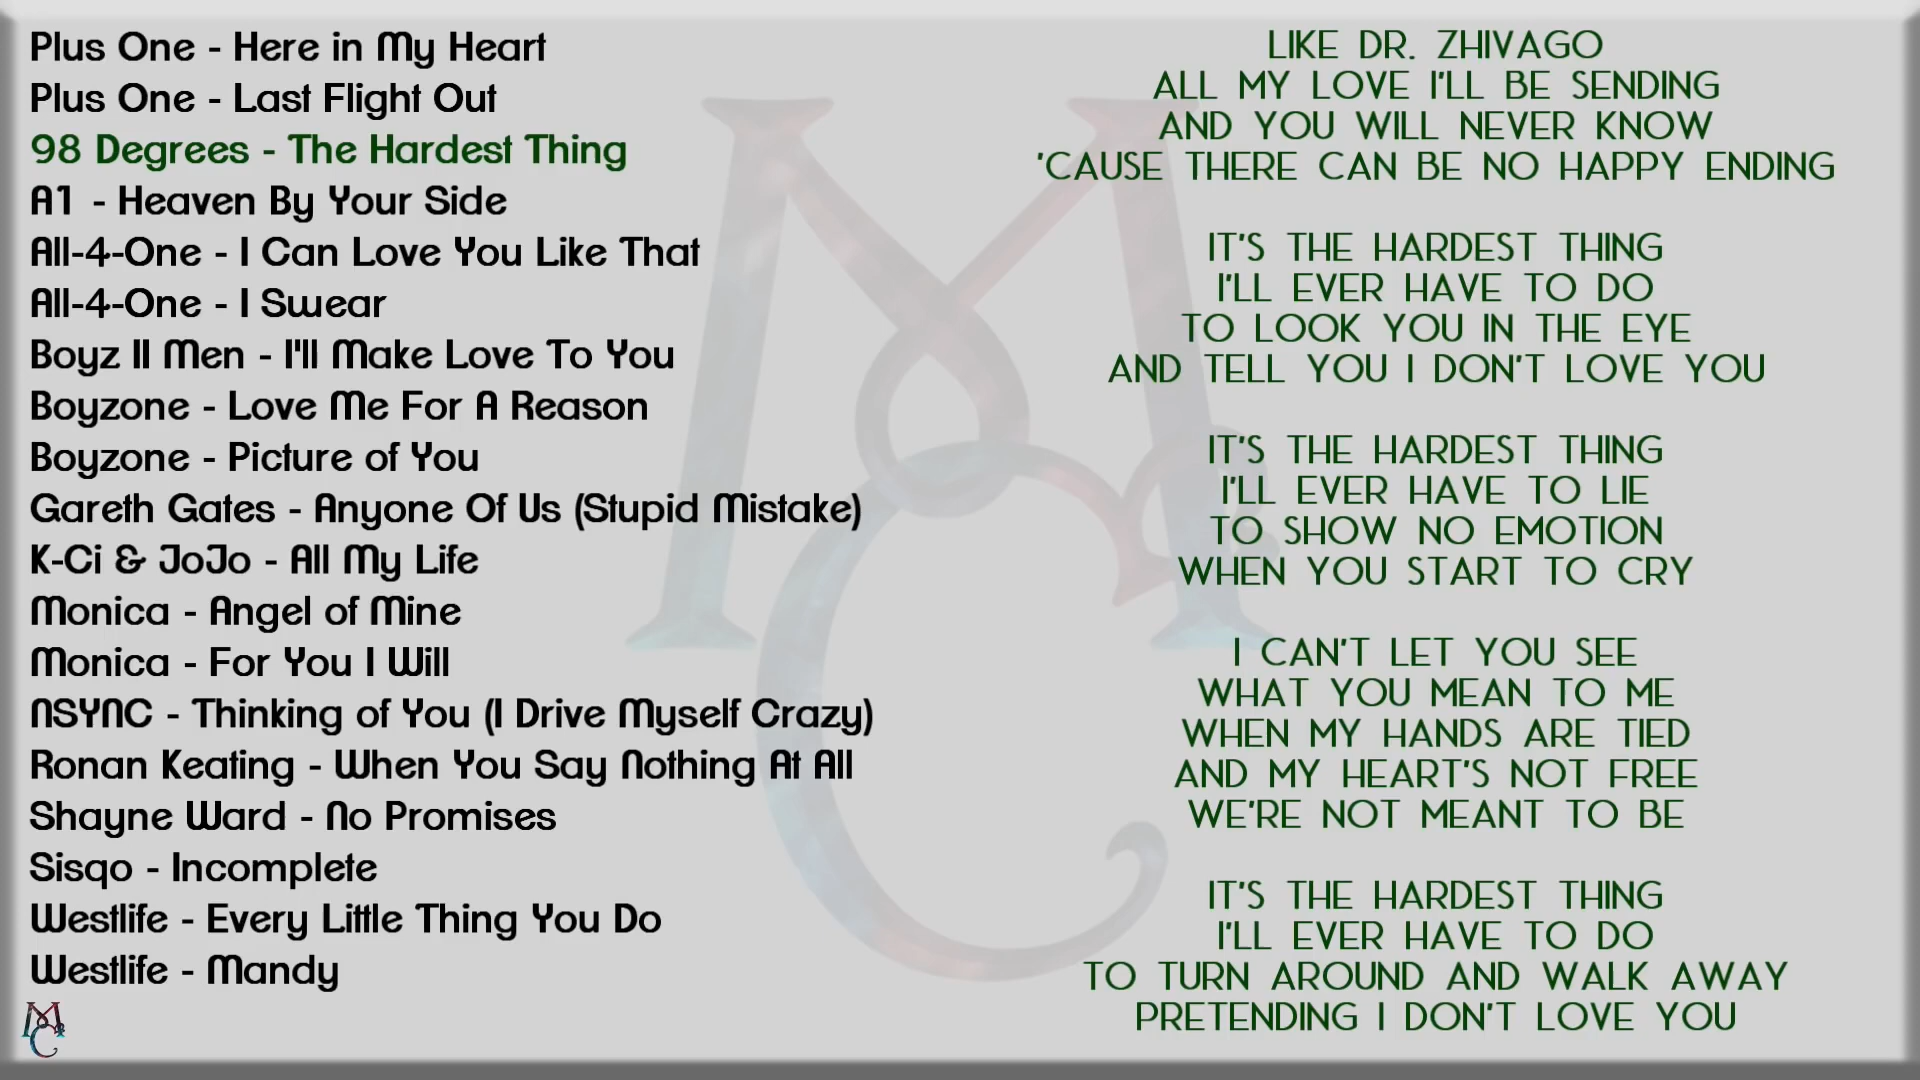 Plus One - Here in My Heart
Plus One - Last Flight Out
98 Degrees - The Hardest Thing
A1 - Heaven By Your Side
All-4-One - I Can Love You Like That
All-4-One - I Swear
Boyz II Men - I'll Make Love To You
Boyzone - Love Me For A Reason
Boyzone - Picture of You
Gareth Gates - Anyone Of Us (Stupid Mistake)
K-Ci & JoJo - All My Life
Monica - Angel of Mine
Monica - For You I Will
NSYNC - Thinking of You (I Drive Myself Crazy)
Ronan Keating - When You Say Nothing At All
Shayne Ward - No Promises
Sisqo - Incomplete
Westlife - Every Little Thing You Do
Westlife - Mandy
MC
LIKE DR. ZHIVAGO
ALL MY LOVE I'LL BE SENDING
AND YOU WILL NEVER KNOW
'CAUSE THERE CAN BE NO HAPPY ENDING
IT'S THE HARDEST THING
I'LL EVER HAVE TO DO
TO LOOK YOU IN THE EYE
AND TELL YOU I DON'T LOVE YOU
IT'S THE HARDEST THING
I'LL EVER HAVE TO LIE
TO SHOW NO EMOTION
WHEN YOU START TO CRY
I CAN'T LET YOU SEE
WHAT YOU MEAN TO ME
WHEN MY HANDS ARE TIED
AND MY HEART'S NOT FREE
WE'RE NOT MEANT TO BE
IT'S THE HARDEST THING
I'LL EVER HAVE TO DO
TO TURN AROUND AND WALK AWAY
PRETENDING I DON'T LOVE YOU